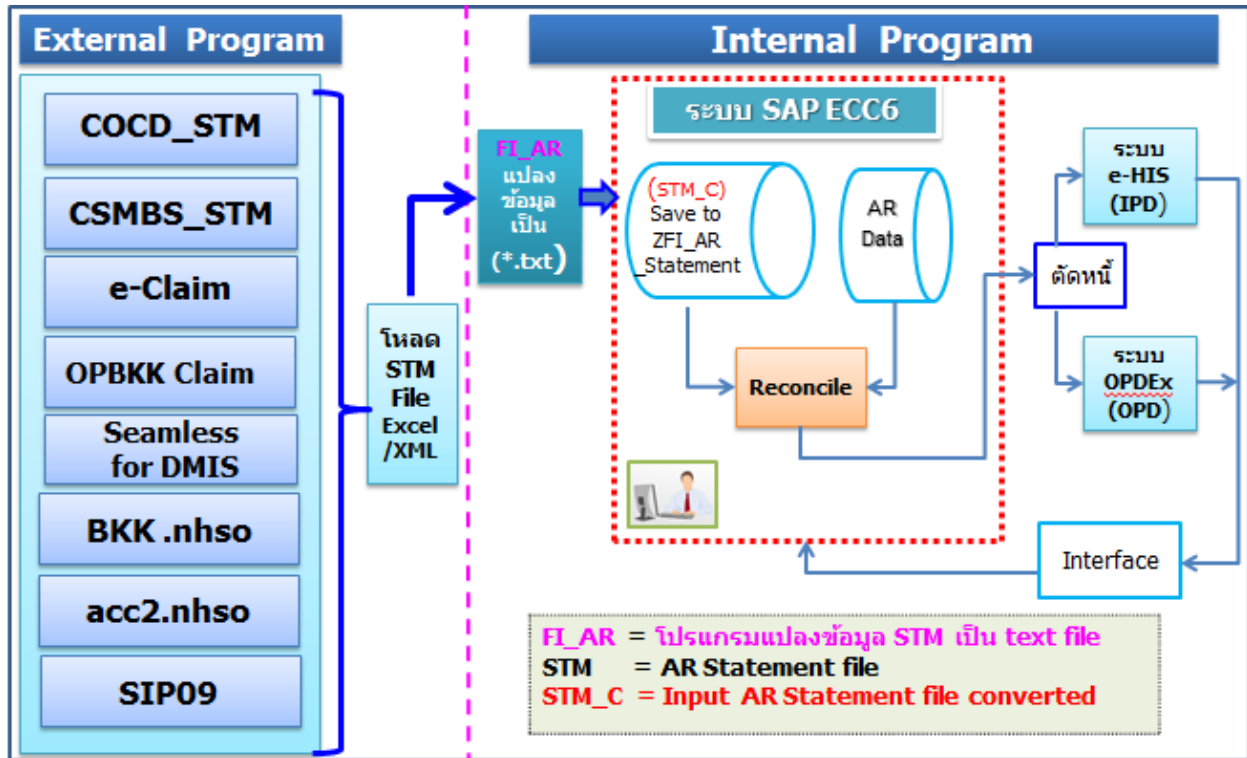 External Program
COCD_STM
CSMBS_STM
e-Claim
OPBKK Claim
Seamless
for DMIS
BKK .nhso
acc2.nhso
SIP09
โหลด
STM
File
Excel
/XML
Internal Program
FI_AR
แปลง
ข้อมูล
เป็น
(*.txt)
ระบบ SAP ECC6
(STM_C)
Save to
ZFI_AR
_Statement
AR
Data
Reconcile
ตัดหนี้
ระบบ
e-HIS
(IPD)
ระบบ
OPDEx
(OPD)
Interface
FI_AR = โปรแกรมแปลงข้อมูล STM เป็น text file
STM = AR Statement file
STM_C = Input AR Statement file converted